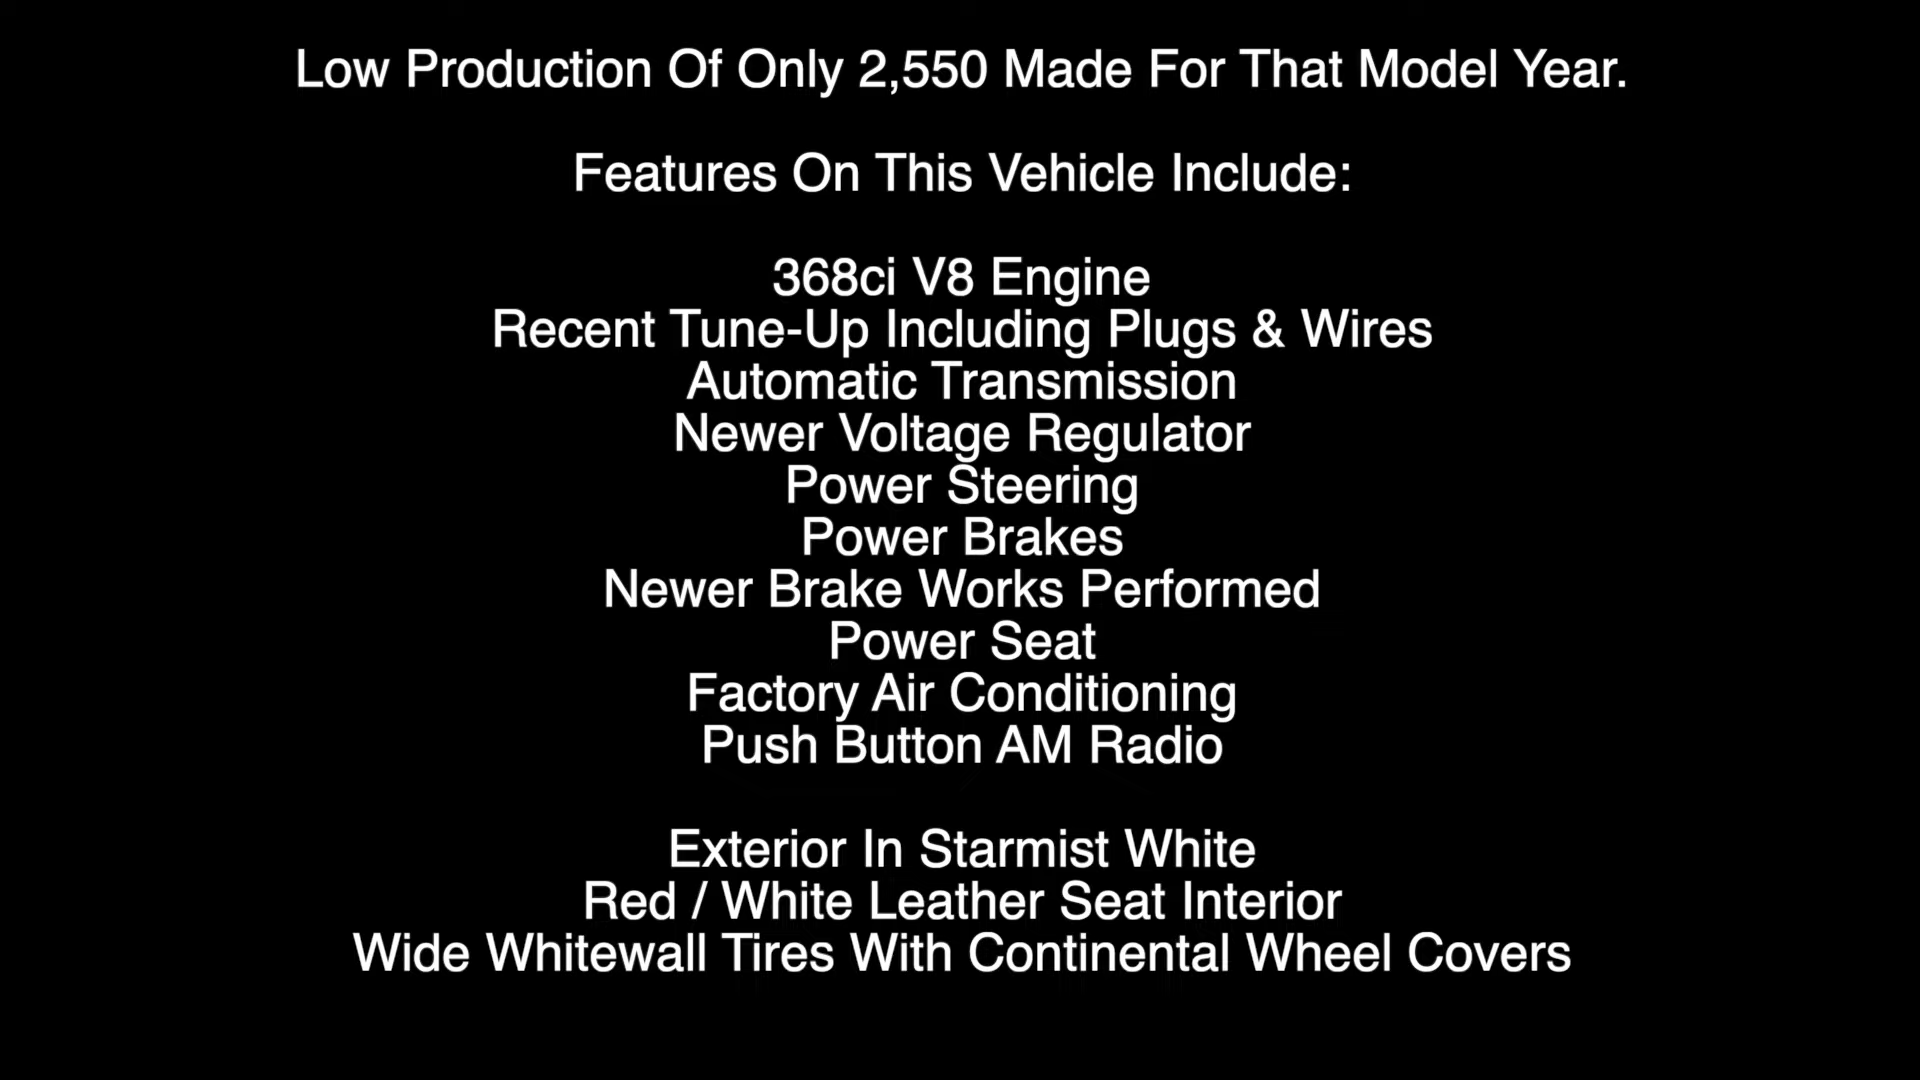 Low Production Of Only 2,550 Made For That Model Year.
Features On This Vehicle Include:
368ci V8 Engine
Recent Tune-Up Including Plugs & Wires
Automatic Transmission
Newer Voltage Regulator
Power Steering
Power Brakes
Newer Brake Works Performed
Power Seat
Factory Air Conditioning
Push Button AM Radio
Exterior In Starmist White
Red / White Leather Seat Interior
Wide Whitewall Tires With Continental Wheel Covers